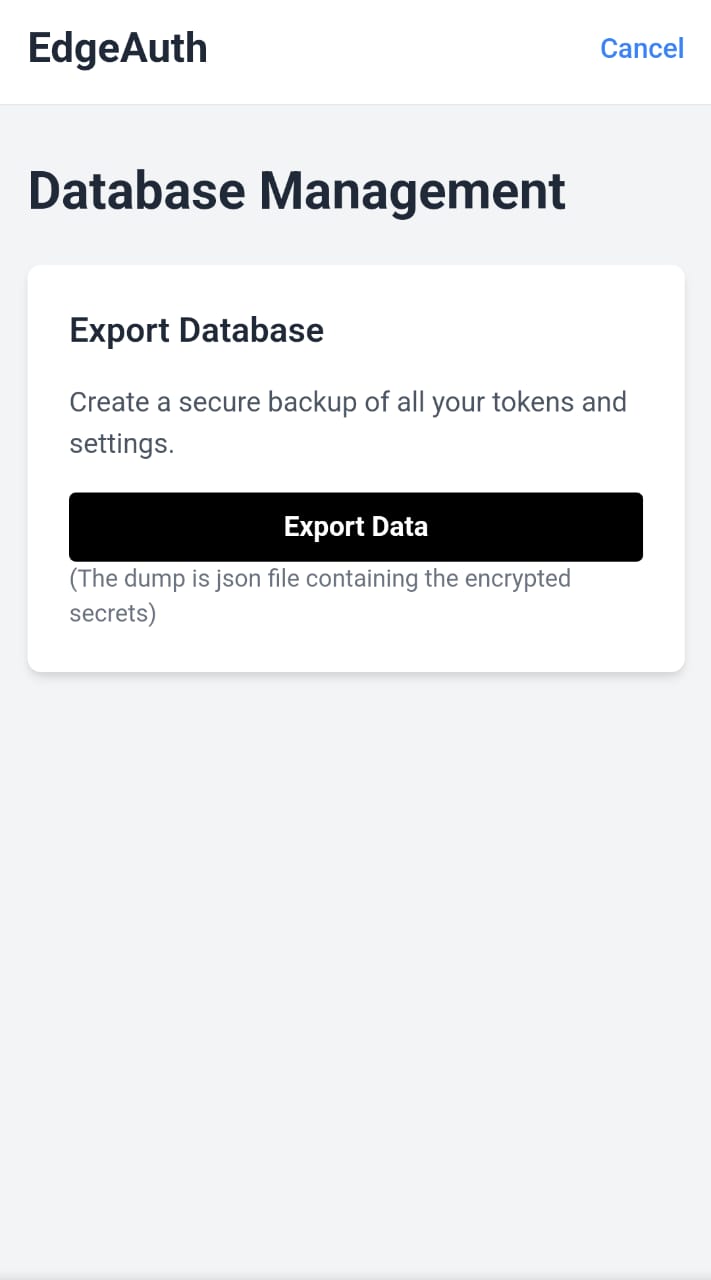 EdgeAuth
Cancel
Database Management
Export Database
Create a secure backup of all your tokens and
settings.
Export Data
(The dump is json file containing the encrypted
secrets)